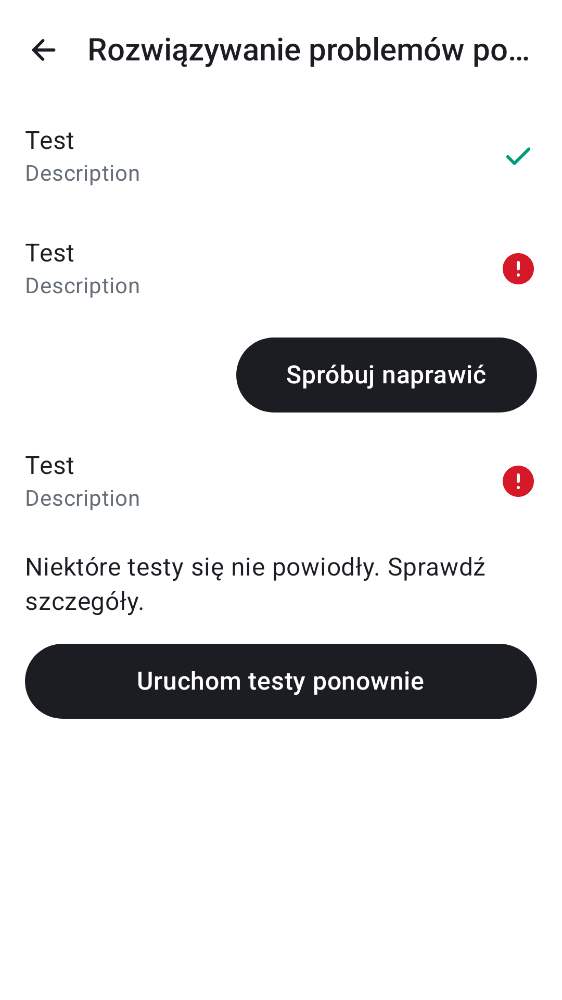 Rozwiązywanie problemów po...
Test
Description
Test
Description
Spróbuj naprawić
Test
Description
Niektóre testy się nie powiodły. Sprawdź
szczegóły.
Uruchom testy ponownie